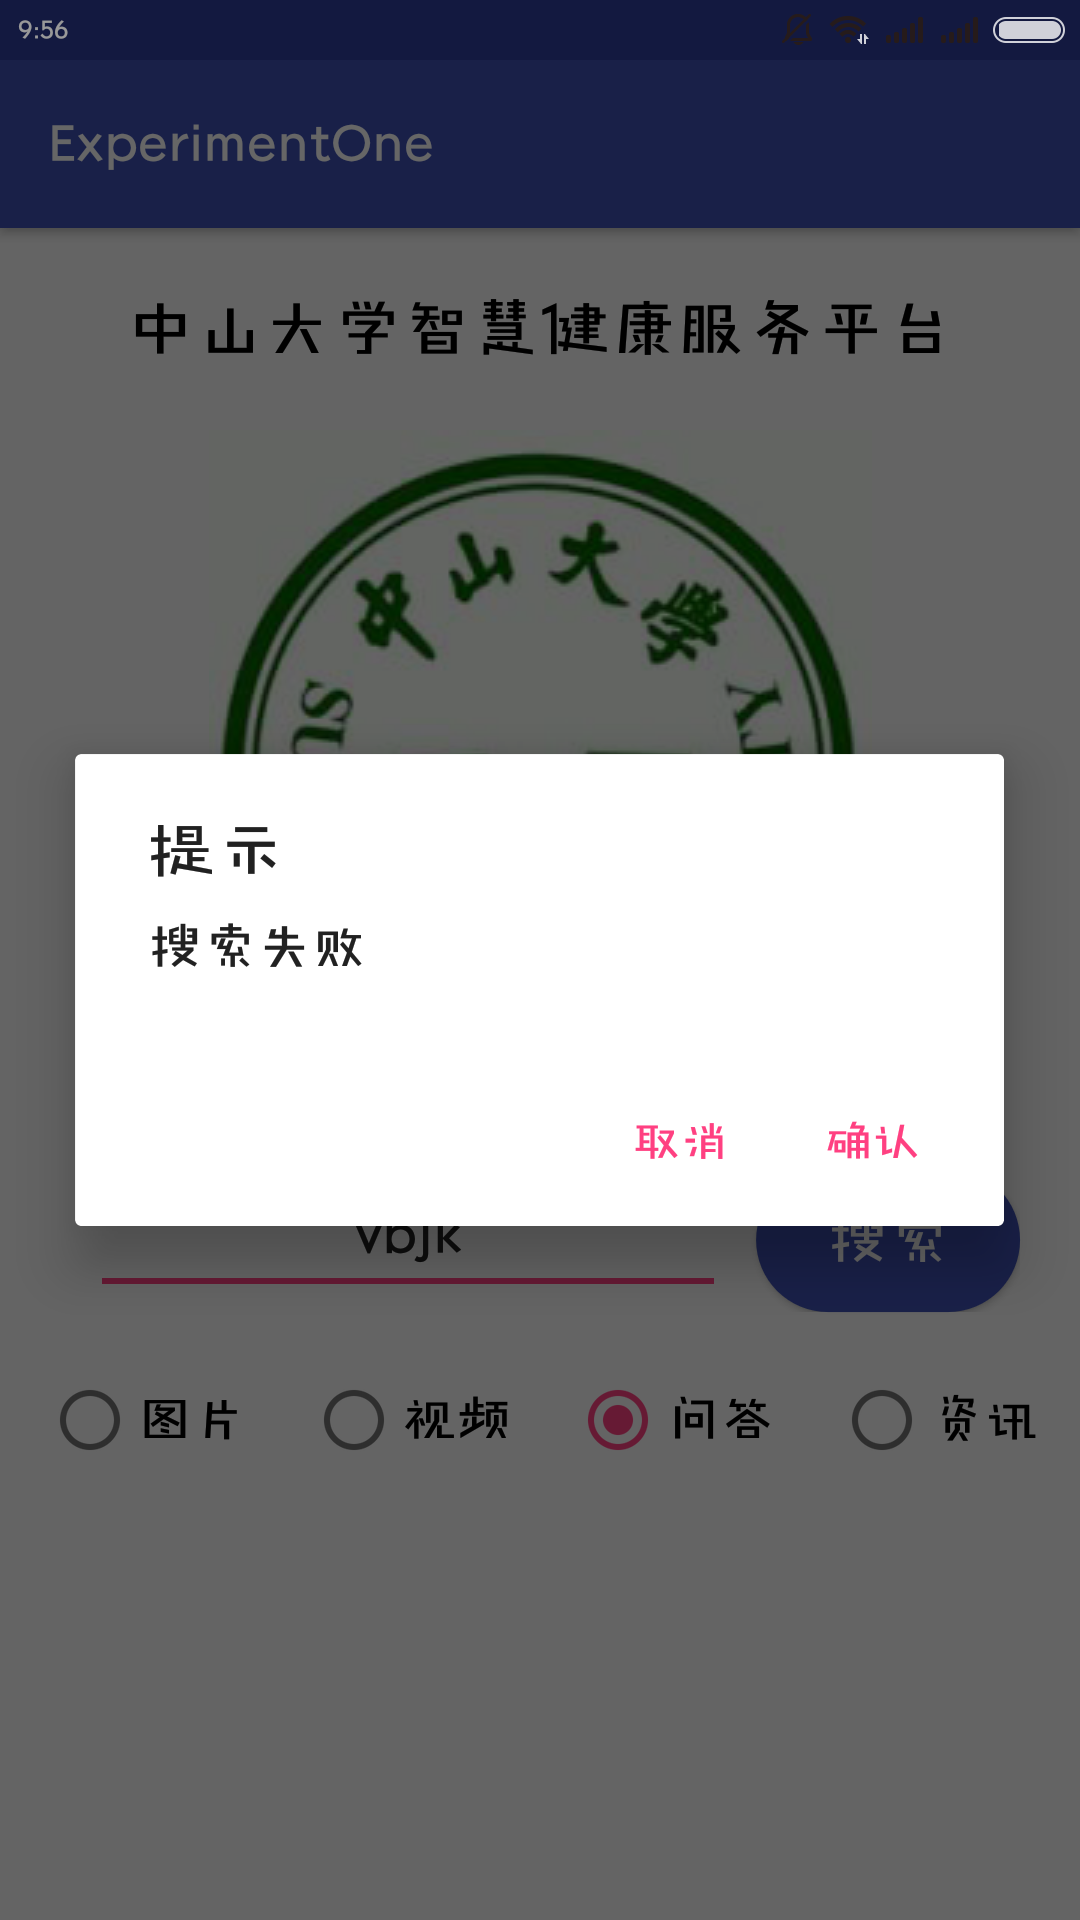 9:56
ExperimentOne
中山大学智慧健康服务平台
中山大学
SU
Y
提示
搜索失败
取消 确认
vbjk 搜索
图片 视频 问答 资讯